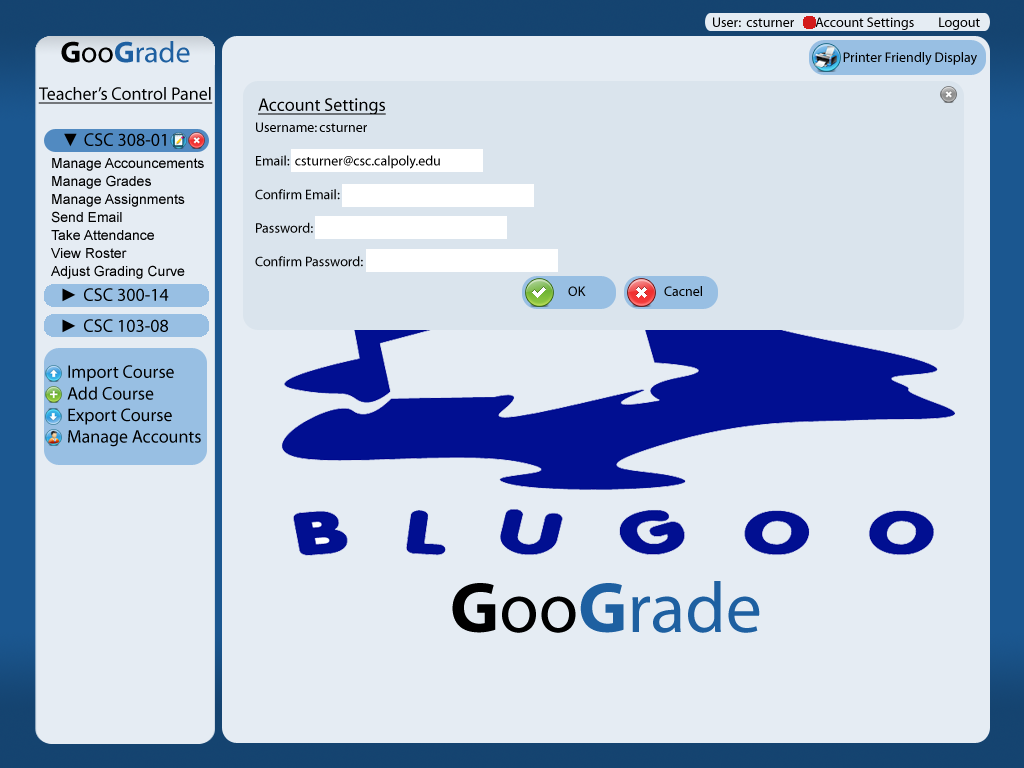 User: csturner Account Settings Logout
GooGrade
Printer Friendly Display
Teacher's Control Panel
CSC 308-01
Manage Accouncements
Manage Grades
Manage Assignments
Send Email
Take Attendance
View Roster
Adjust Grading Curve
CSC 300-14
CSC 103-08
Import Course
Add Course
Export Course
Manage Accounts
Account Settings
Username: csturner
Email: csturner@csc.calpoly.edu
Confirm Email:
Password:
Confirm Password:
OK Cacnel
BLUGOO
GooGrade